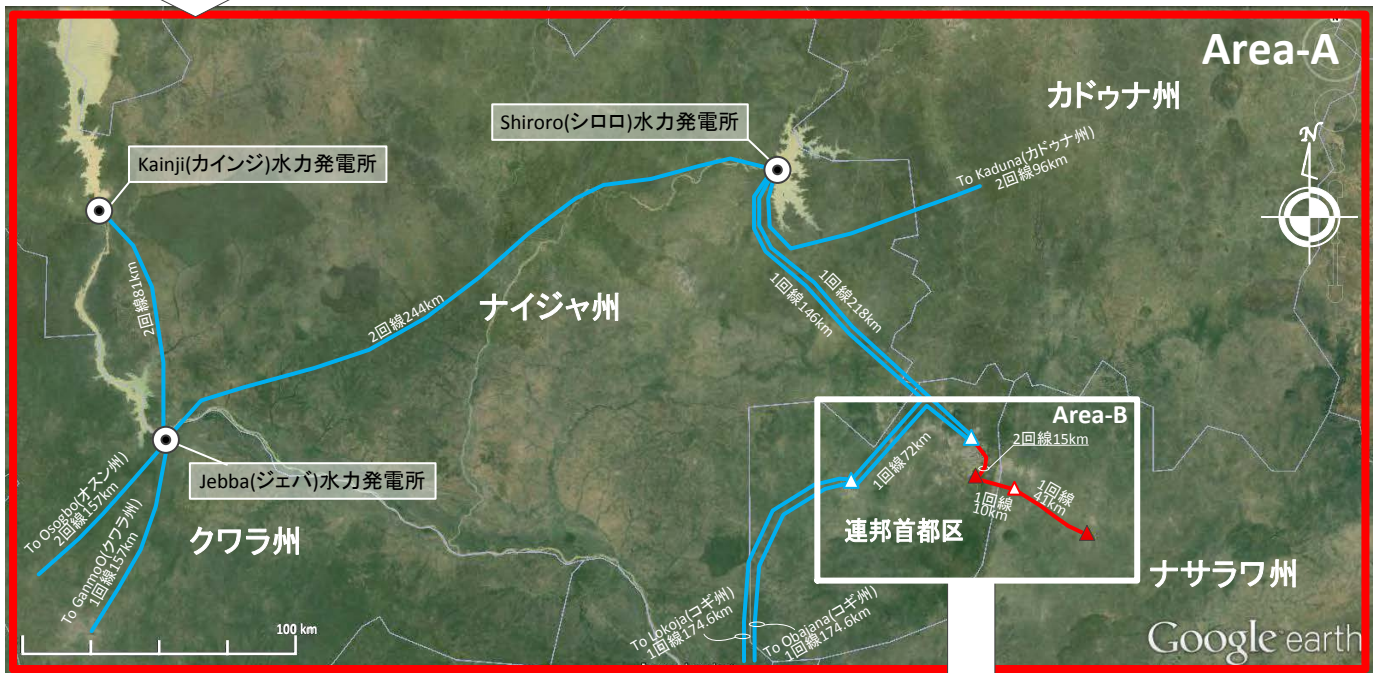 Area-A
カドゥナ州
Shiroro(シロロ)水力発電所
To Kaduna(カドゥナ州)
2回線96km
N
Kainji(カインジ)水力発電所
2回線81km
2回線244km
ナイジャ州
1回線218km
1回線146km
Area-B
2回線15km
1回線72km
1回線
41km
1回線
10km
Jebba(ジェバ)水力発電所
連邦首都区
To Osogbo(オスン州)
2回線157km
クワラ州
To GanmoO(クワラ州)
1回線157km
ナサラワ州
To Lokoja(コギ州)
1回線174.6km
To Obajana(コギ州)
1回線174.6km
100 km
Google earth